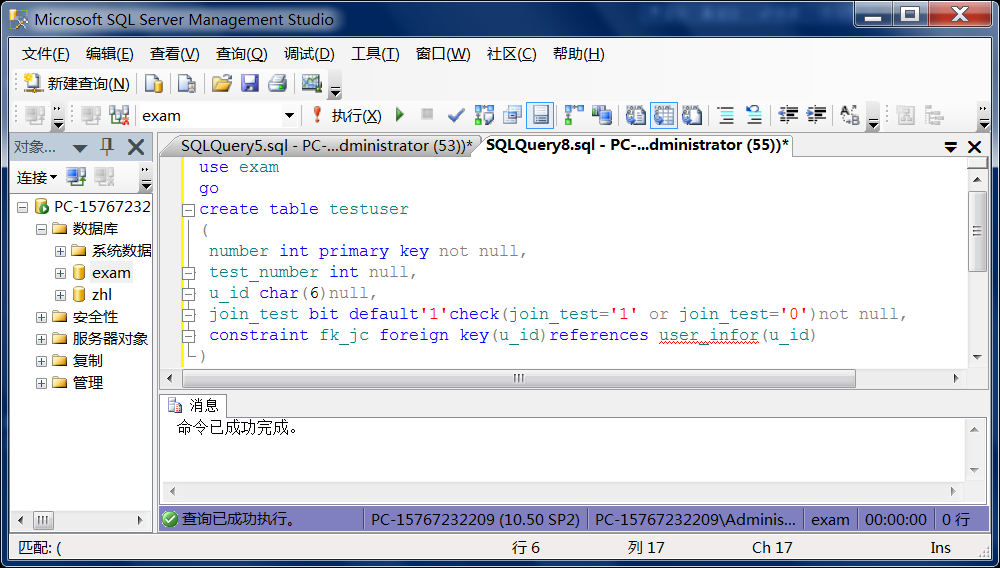 Microsoft SQL Server Management Studio
文件(F) 编辑(E) 查看(V) 查询(Q) 调试(D) 工具(T) 窗口(W) 社区(C) 帮助(H)
新建查询(N)
exam 执行(X)
对象...
SQLQuery5.sql - PC-...dministrator (53))* SQLQuery8.sql - PC-...dministrator (55))*
连接
PC-15767232
数据库
系统数据
exam
zhl
安全性
服务器对象
复制
管理
use exam
go
create table testuser
(
number int primary key not null,
test_number int null,
u_id char(6)null,
join_test bit default'1'check(join_test='1' or join_test='0')not null,
constraint fk_jc foreign key(u_id)references user_infor(u_id)
)
消息
命令已成功完成。
查询已成功执行。 PC-15767232209 (10.50 SP2) PC-15767232209\Adminis... exam 00:00:00 0 行
匹配: ( 行 6 列 17 Ch 17 Ins